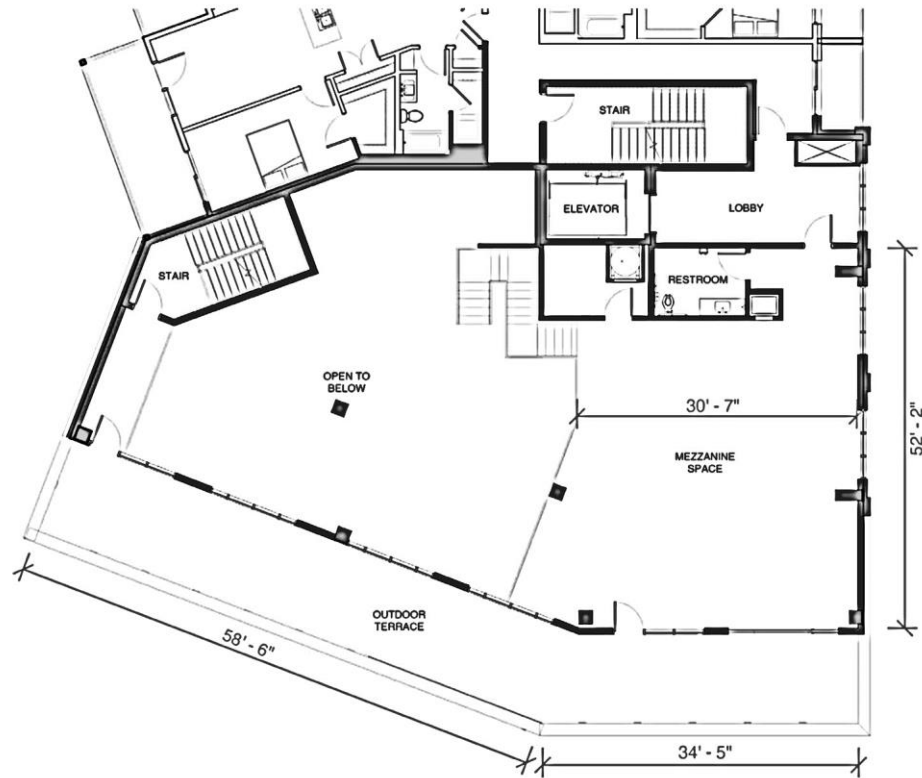 STAIR
ELEVATOR
LOBBY
STAIR
RESTROOM
OPEN TO
BELOW
30' - 7"
52' - 2"
MEZZANINE
SPACE
OUTDOOR
TERRACE
58' - 6"
34' - 5"